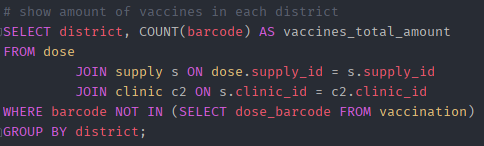 # show amount of vaccines in each district
SELECT district, COUNT(barcode) AS vaccines_total_amount
FROM dose
JOIN supply s ON dose.supply_id = s.supply_id
JOIN clinic c2 ON s.clinic_id = c2.clinic_id
WHERE barcode NOT IN (SELECT dose_barcode FROM vaccination)
GROUP BY district;